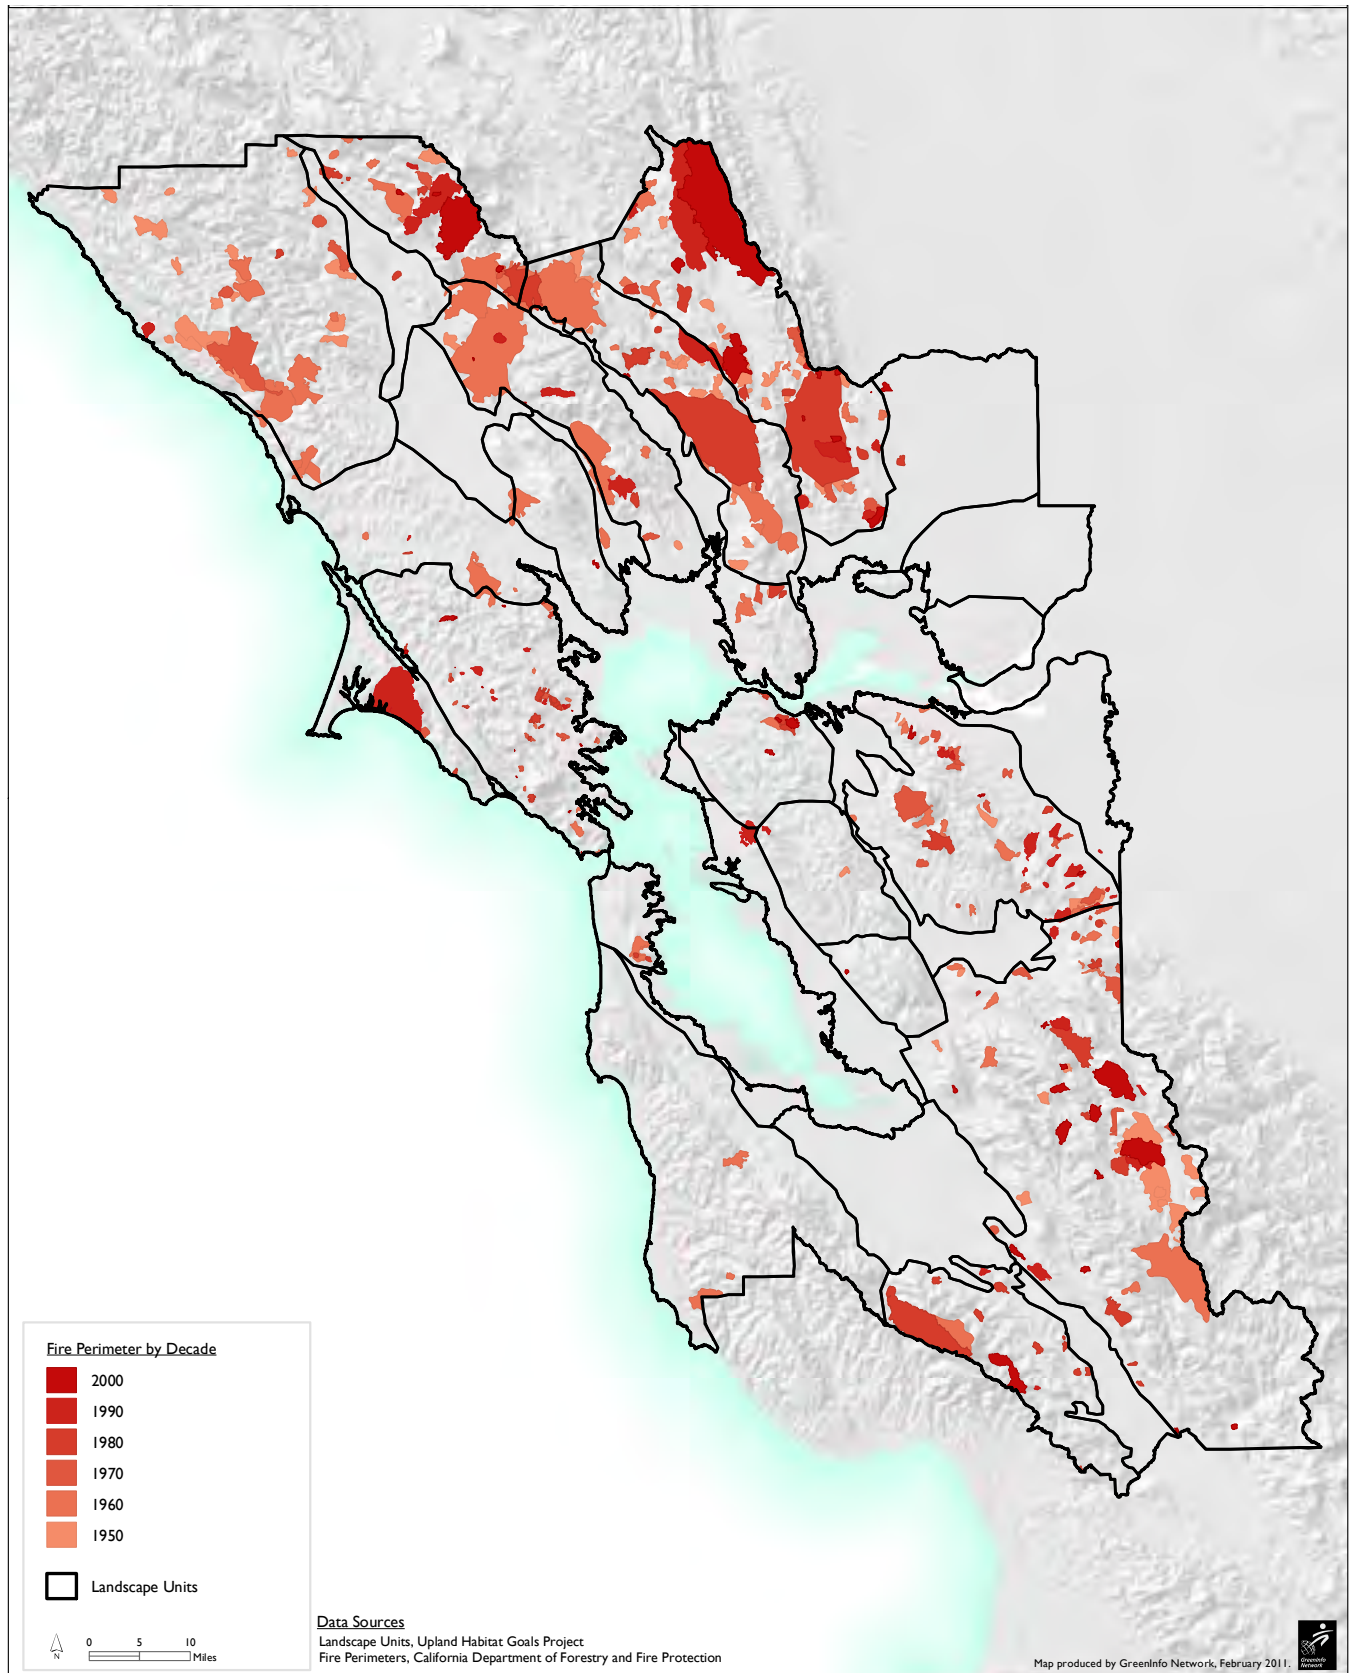 Fire Perimeter by Decade
2000
1990
1980
1970
1960
1950
Landscape Units
N
0 5 10
Miles
Data Sources
Landscape Units, Upland Habitat Goals Project
Fire Perimeters, California Department of Forestry and Fire Protection
Map produced by GreenInfo Network, February 2011.
GreenInfo
Network